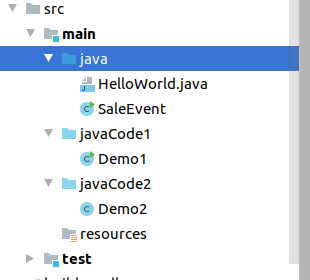 src
main
java
HelloWorld.java
SaleEvent
javaCode1
Demo1
javaCode2
Demo2
resources
test